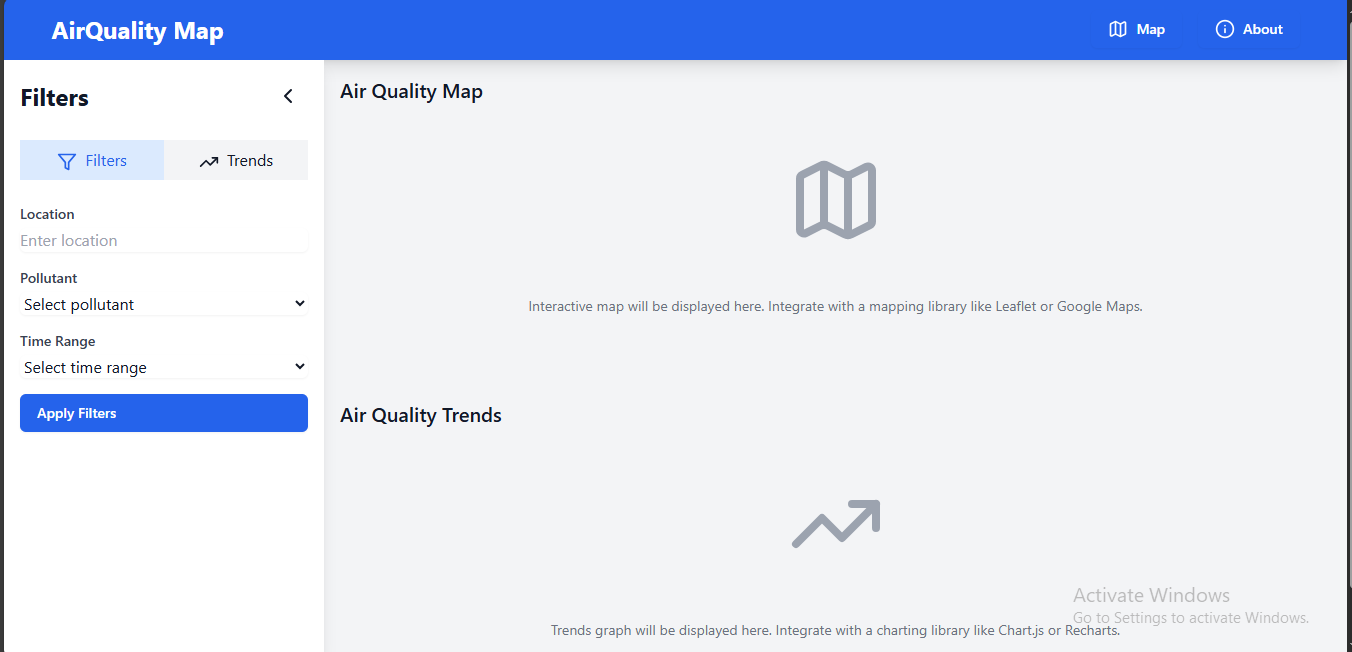 AirQuality Map
Map
About
Filters
Filters
Trends
Location
Enter location
Pollutant
Select pollutant
Time Range
Select time range
Apply Filters
Air Quality Map
Interactive map will be displayed here. Integrate with a mapping library like Leaflet or Google Maps.
Air Quality Trends
Trends graph will be displayed here. Integrate with a charting library like Chart.js or Recharts.
Activate Windows
Go to Settings to activate Windows.